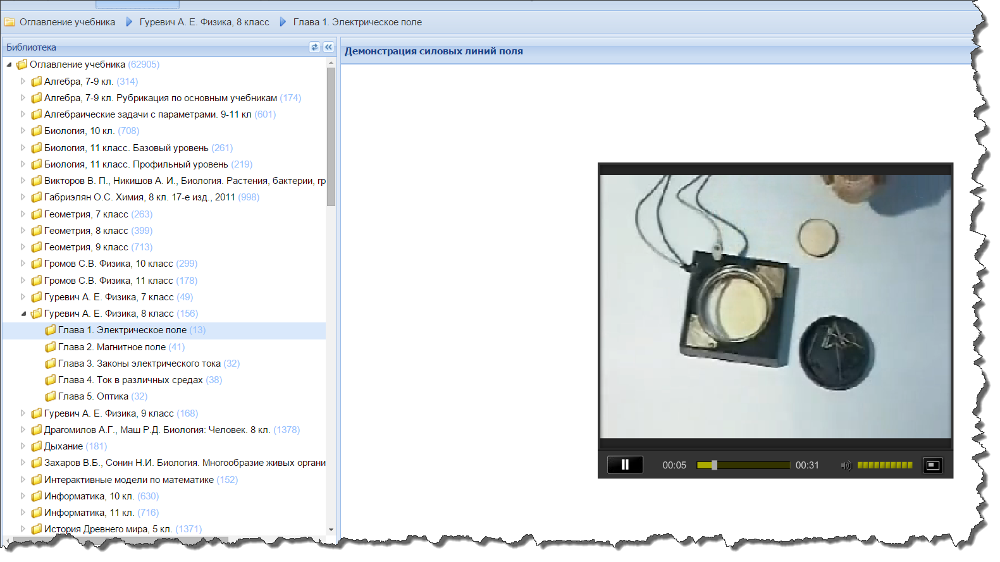 Оглавление учебника Гуревич А. Е. Физика, 8 класс Глава 1. Электрическое поле
Библиотека
Оглавление учебника (62905)
Алгебра, 7-9 кл. (314)
Алгебра, 7-9 кл. Рубрикация по основным учебникам (174)
Алгебраические задачи с параметрами. 9-11 кл (601)
Биология, 10 кл. (708)
Биология, 11 класс. Базовый уровень (261)
Биология, 11 класс. Профильный уровень (219)
Викторов В. П., Никишов А. И., Биология. Растения, бактерии, гр
Габриэлян О.С. Химия, 8 кл. 17-е изд., 2011 (998)
Геометрия, 7 класс (263)
Геометрия, 8 класс (399)
Геометрия, 9 класс (713)
Громов С.В. Физика, 10 класс (299)
Громов С.В. Физика, 11 класс (178)
Гуревич А. Е. Физика, 7 класс (49)
Гуревич А. Е. Физика, 8 класс (156)
Глава 1. Электрическое поле (13)
Глава 2. Магнитное поле (41)
Глава 3. Законы электрического тока (32)
Глава 4. Ток в различных средах (38)
Глава 5. Оптика (32)
Гуревич А. Е. Физика, 9 класс (168)
Драгомилов А.Г., Маш Р.Д. Биология: Человек. 8 кл. (1378)
Дыхание (181)
Захаров В.Б., Сонин Н.И. Биология. Многообразие живых органи
Интерактивные модели по математике (152)
Информатика, 10 кл. (630)
Информатика, 11 кл. (716)
История Древнего мира, 5 кл. (1371)
Демонстрация силовых линий поля
00:05 00:31